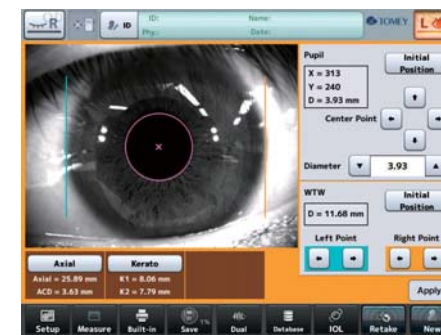 R
ID
ID:
Name:
Phy.:
Date:
TOMEY
L
Pupil
X = 313
Y = 240
D = 3.93 mm
Initial
Position
Center Point
Diameter
3.93
WTW
D = 11.68 mm
Initial
Position
Left Point
Right Point
Axial
Kerato
Axial = 25.89 mm
ACD = 3.63 mm
K1 = 8.06 mm
K2 = 7.79 mm
Apply
Setup
Measure
Built-in
Save
1%
Dual
Database
IOL
Retake
New